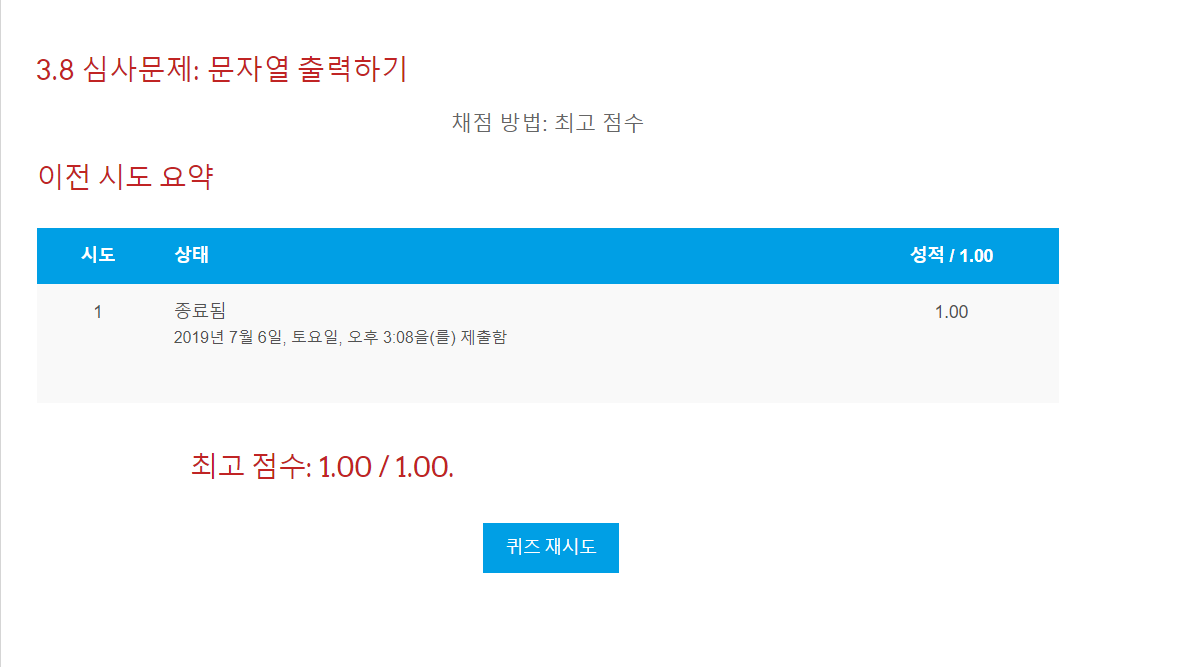 3.8 심사문제: 문자열 출력하기
채점 방법: 최고 점수
이전 시도 요약
시도 상태 성적 / 1.00
1 종료됨 1.00
2019년 7월 6일, 토요일, 오후 3:08을(를) 제출함
최고 점수: 1.00 / 1.00.
퀴즈 재시도